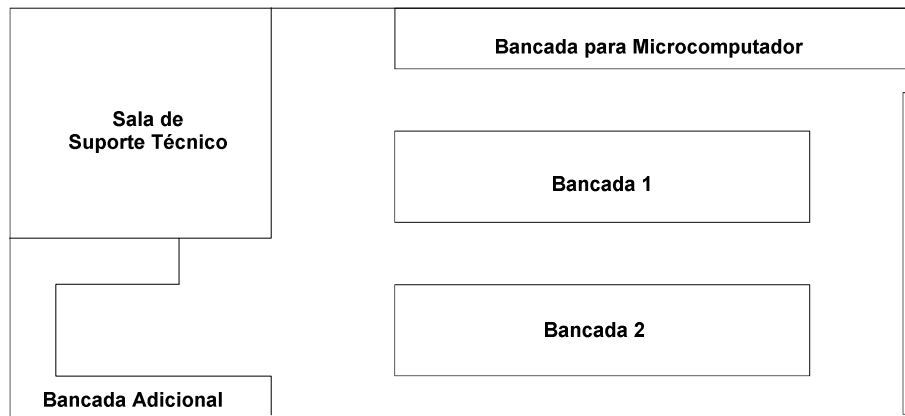 Bancada para Microcomputador
Sala de
Suporte Técnico
Bancada 1
Bancada 2
Bancada Adicional